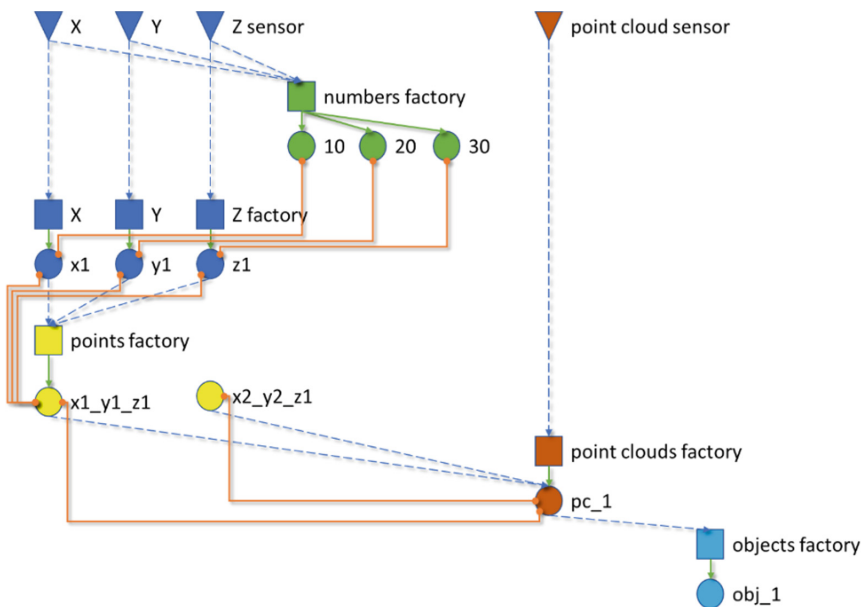 X Y Z sensor point cloud sensor
numbers factory
10 20 30
X Y Z factory
x1 y1 z1
points factory
x1_y1_z1 x2_y2_z1
point clouds factory
pc_1
objects factory
obj_1